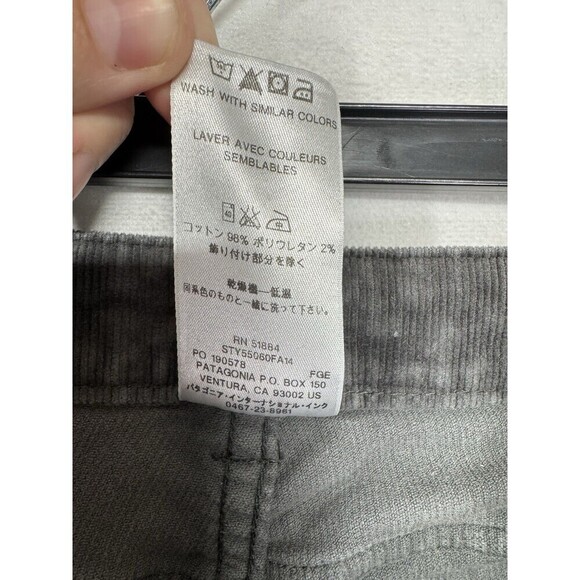 WASH WITH SIMILAR COLORS
LAVER AVEC COULEURS
SEMBLABLES
40
コットン 98% ポリウレタン 2%
飾り付け部分を除く
乾燥機—低温
同系色のものと一緒に洗って下さい。
RN 51884
STY55060FA14
PO 190578 FGE
PATAGONIA P.O. BOX 150
VENTURA, CA 93002 US
パタゴニア・インターナショナル・インク
0467-23-8961